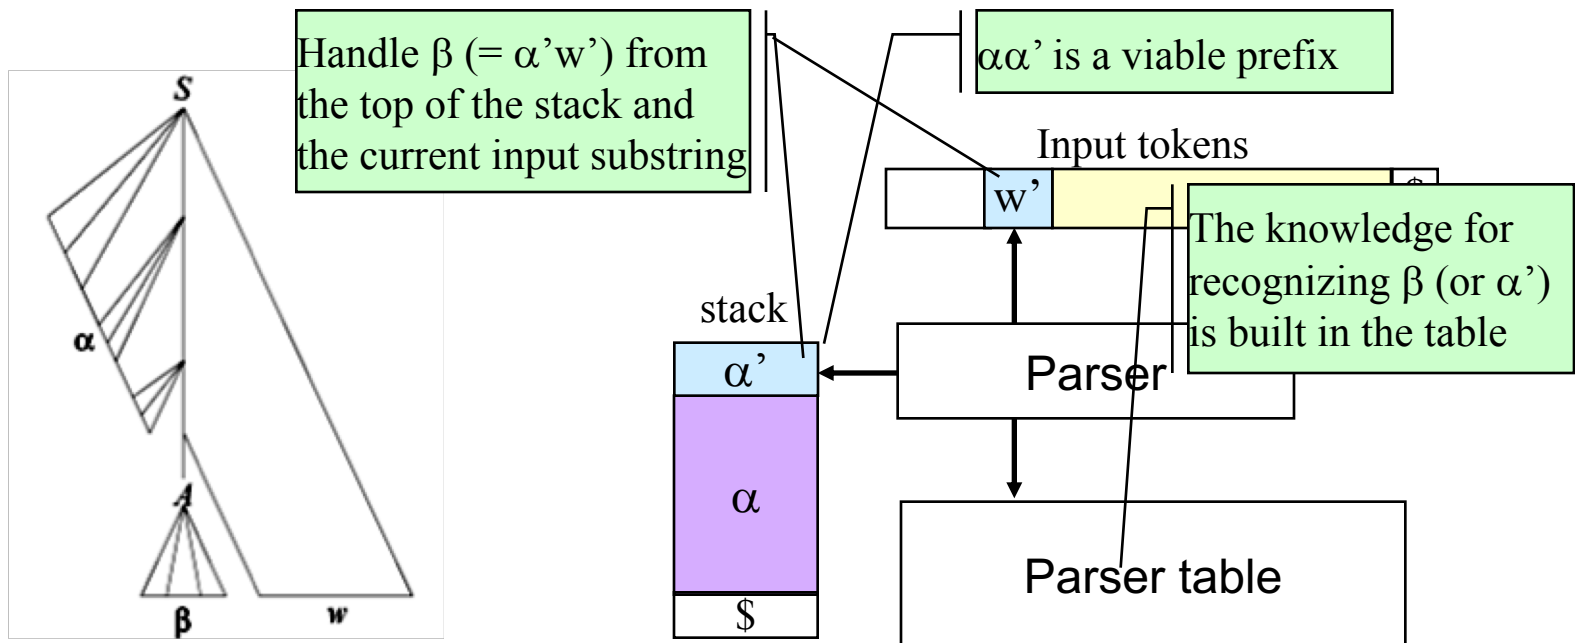 Handle β (= α’w’) from
the top of the stack and
the current input substring
αα’ is a viable prefix
S
α
A
β
w
Input tokens
w’
$
The knowledge for
recognizing β (or α’)
is built in the table
stack
α’
α
$
Parser
Parser table